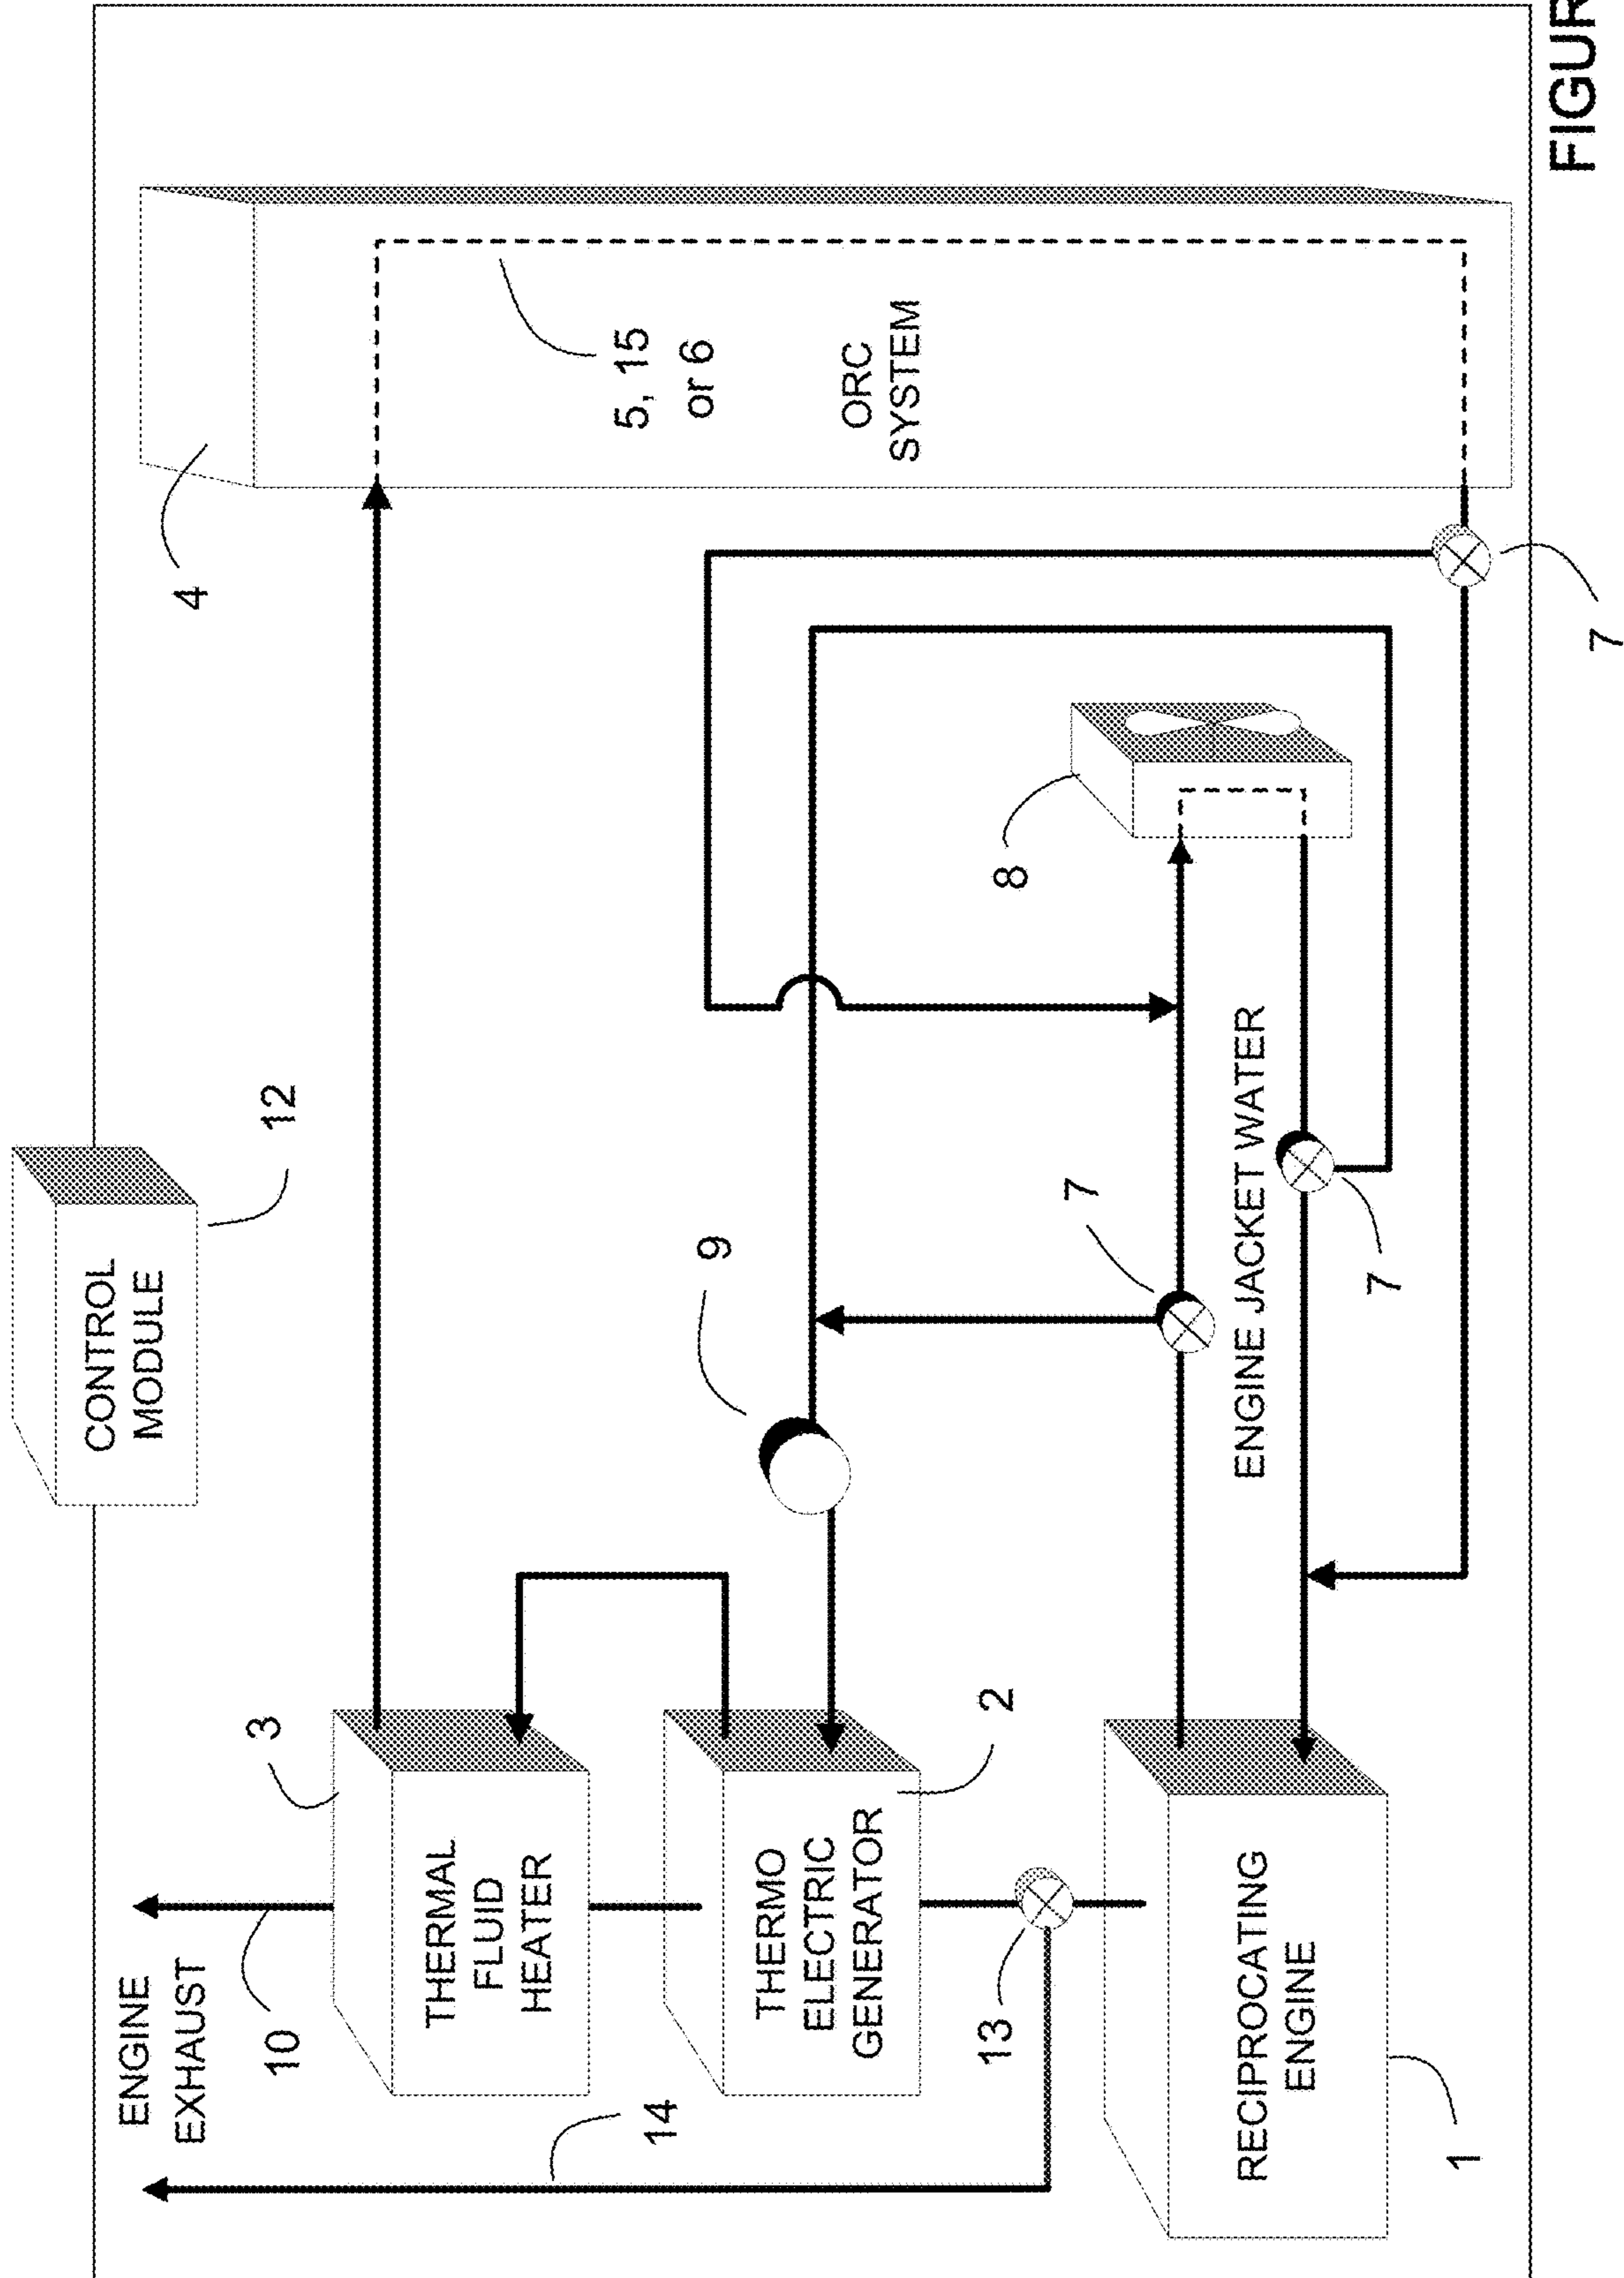 CONTROL
MODULE
12
ENGINE
EXHAUST
10
14
3
THERMAL
FLUID
HEATER
THERMO
ELECTRIC
GENERATOR
2
13
RECIPROCATING
ENGINE
1
9
7
ENGINE JACKET WATER
7
8
4
5, 15
or 6
ORC
SYSTEM
7